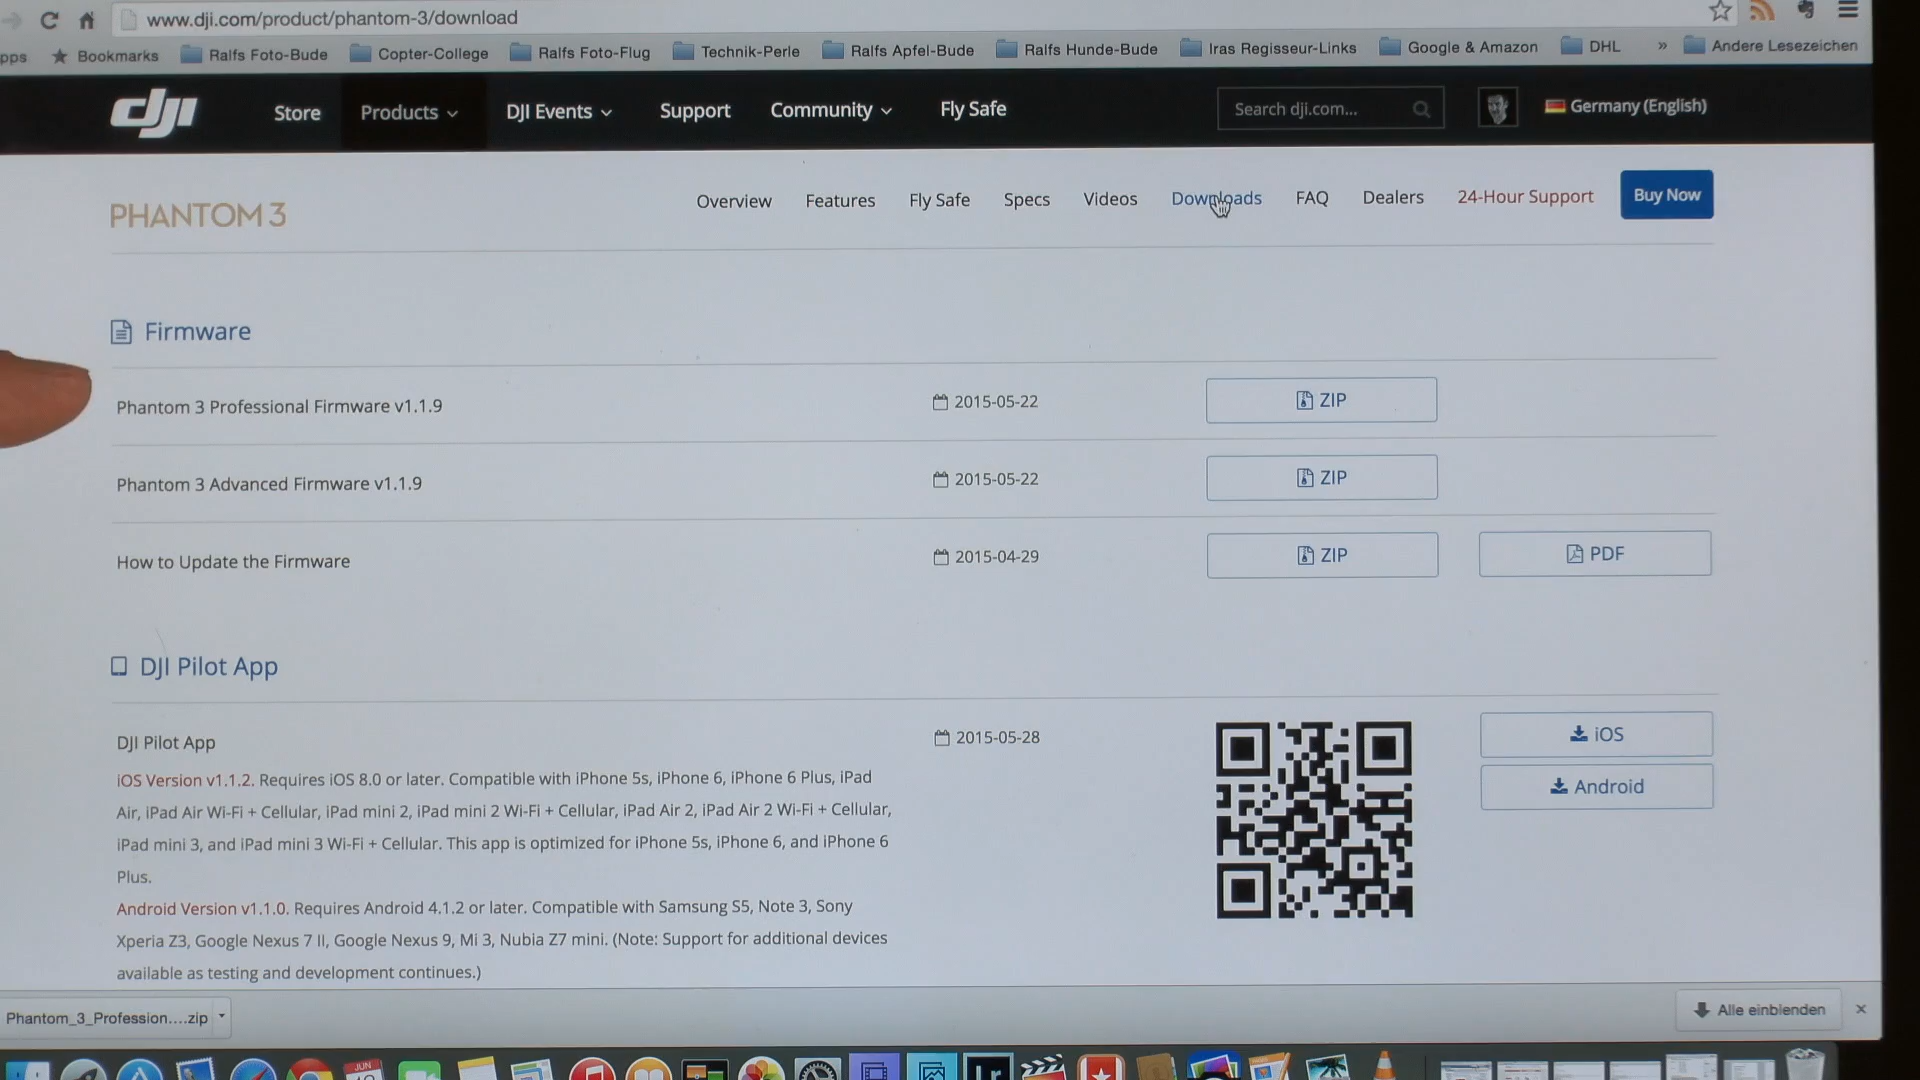 www.dji.com/product/phantom-3/download
pps Bookmarks Ralfs Foto-Bude Copter-College Ralfs Foto-Flug Technik-Perle Ralfs Apfel-Bude Ralfs Hunde-Bude Iras Regisseur-Links Google & Amazon DHL » Andere Lesezeichen
dji Store Products DJI Events Support Community Fly Safe Search dji.com... Germany (English)
PHANTOM 3 Overview Features Fly Safe Specs Videos Downloads FAQ Dealers 24-Hour Support Buy Now
Firmware
Phantom 3 Professional Firmware v1.1.9 2015-05-22 ZIP
Phantom 3 Advanced Firmware v1.1.9 2015-05-22 ZIP
How to Update the Firmware 2015-04-29 ZIP PDF
DJI Pilot App
DJI Pilot App 2015-05-28 iOS
iOS Version v1.1.2. Requires iOS 8.0 or later. Compatible with iPhone 5s, iPhone 6, iPhone 6 Plus, iPad
Android
Air, iPad Air Wi-Fi + Cellular, iPad mini 2, iPad mini 2 Wi-Fi + Cellular, iPad Air 2, iPad Air 2 Wi-Fi + Cellular,
iPad mini 3, and iPad mini 3 Wi-Fi + Cellular. This app is optimized for iPhone 5s, iPhone 6, and iPhone 6
Plus.
Android Version v1.1.0. Requires Android 4.1.2 or later. Compatible with Samsung S5, Note 3, Sony
Xperia Z3, Google Nexus 7 II, Google Nexus 9, Mi 3, Nubia Z7 mini. (Note: Support for additional devices
available as testing and development continues.)
Phantom_3_Profession....zip Alle einblenden
JUN
Lr